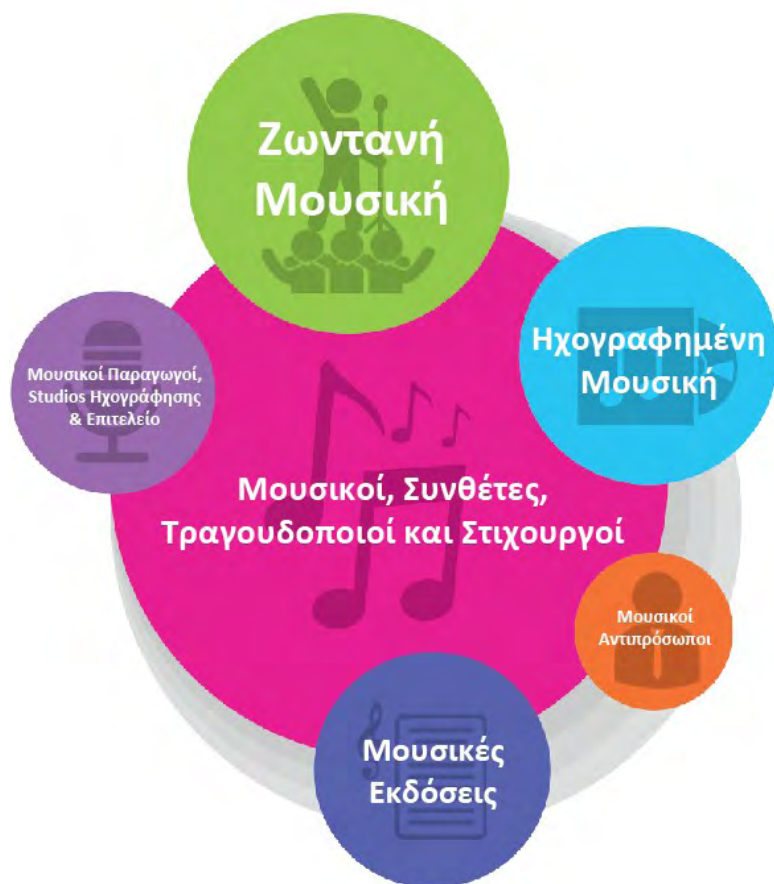 Ζωντανή
Μουσική
Ηχογραφημένη
Μουσική
Μουσικοί Παραγωγοί,
Studios Ηχογράφησης
& Επιτελείο
Μουσικοί, Συνθέτες,
Τραγουδοποιοί και Στιχουργοί
Μουσικοί
Αντιπρόσωποι
Μουσικές
Εκδόσεις